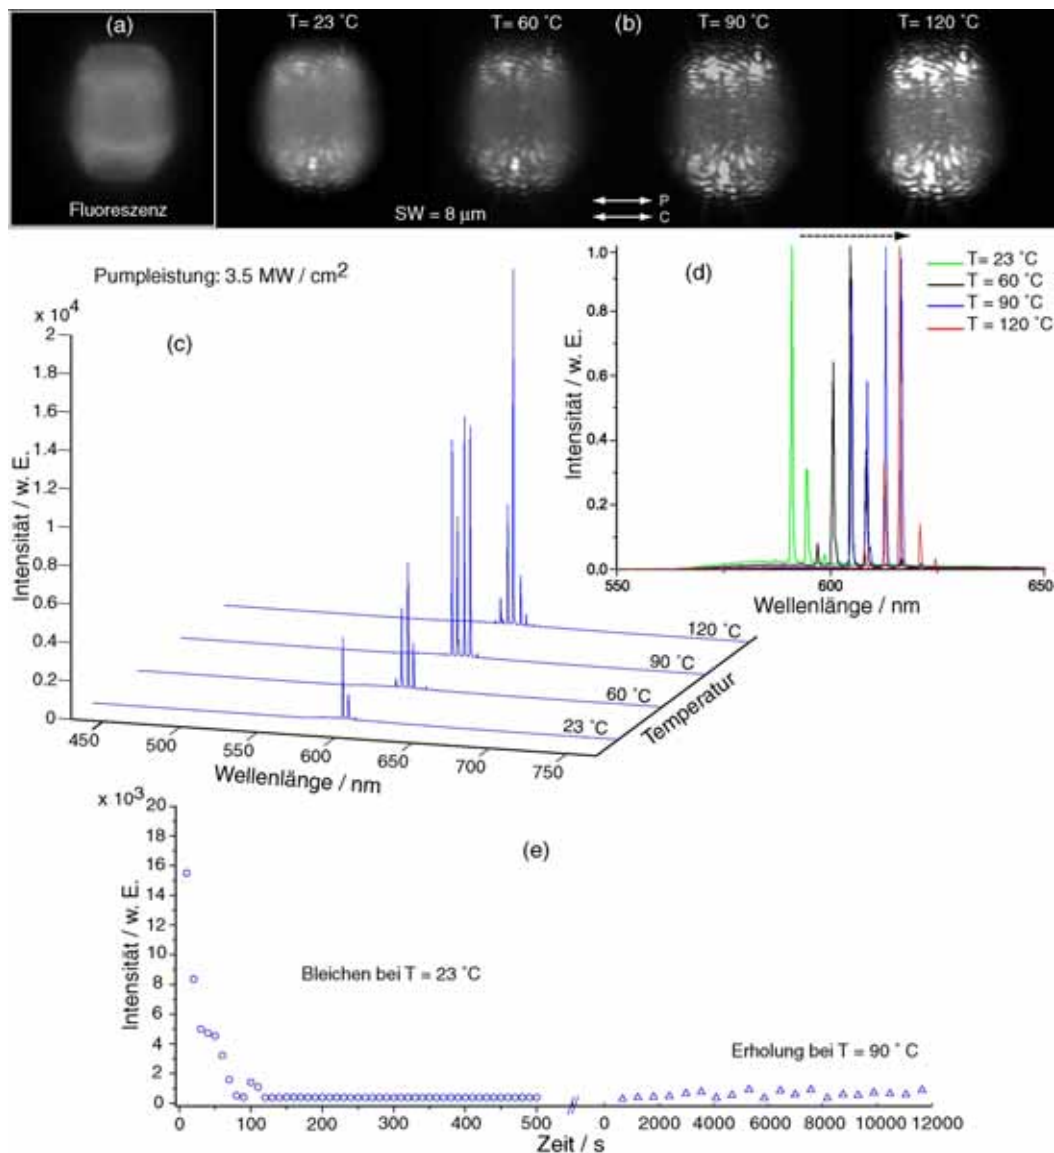 (a)
Fluoreszenz
T= 23 ˚C
T= 60 ˚C
(b)
T= 90 ˚C
T= 120 ˚C
SW = 8 µm
P
C
Pumpleistung: 3.5 MW / cm²
x 10⁴
(c)
Intensität / w. E.
2
1.8
1.6
1.4
1.2
1
0.8
0.6
0.4
0.2
0
450
500
550
600
650
700
750
Wellenlänge / nm
23 ˚C
60 ˚C
90 ˚C
120 ˚C
Temperatur
(d)
T= 23 ˚C
T = 60 ˚C
T = 90 ˚C
T = 120 ˚C
Intensität / w. E.
1.0
0.8
0.6
0.4
0.2
0.0
550
600
650
Wellenlänge / nm
x 10³
(e)
Intensität / w. E.
20
18
16
14
12
10
8
6
4
2
0
Bleichen bei T = 23 ˚C
Erholung bei T = 90 ˚ C
0
100
200
300
400
500
0
2000
4000
6000
8000
10000
12000
Zeit / s